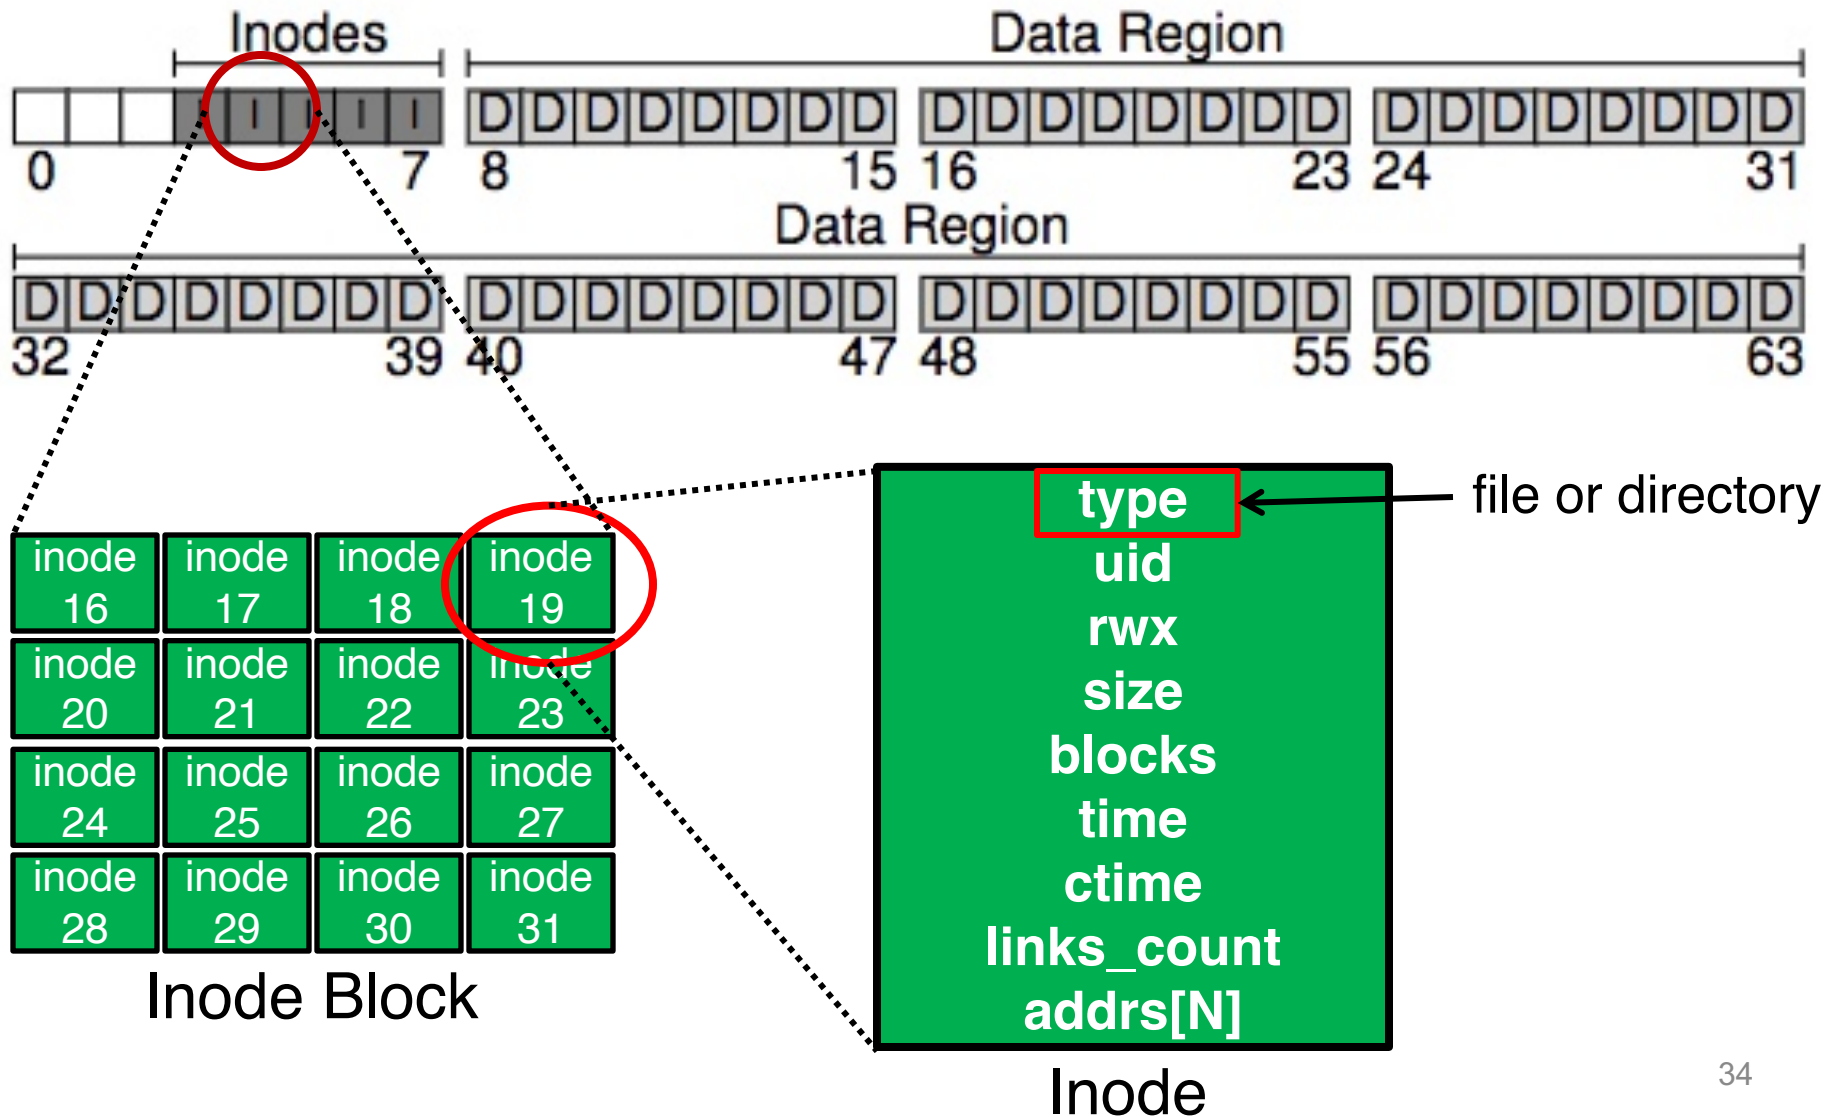 Inodes Data Region
I I I I I D D D D D D D D D D D D D D D D D D D D D D D D
0 7 8 15 16 23 24 31
Data Region
D D D D D D D D D D D D D D D D D D D D D D D D D D D D D D D D
32 39 40 47 48 55 56 63
inode 16
inode 17
inode 18
inode 19
inode 20
inode 21
inode 22
inode 23
inode 24
inode 25
inode 26
inode 27
inode 28
inode 29
inode 30
inode 31
Inode Block
type
uid
rwx
size
blocks
time
ctime
links_count
addrs[N]
Inode
file or directory
34